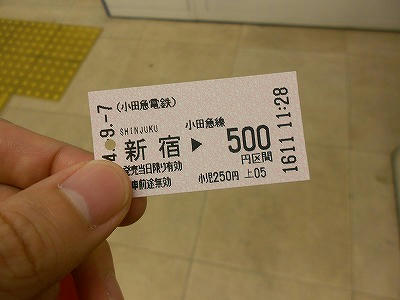 (小田急電鉄)
SHINJUKU 小田急線
新宿 ▶ 500
円区間
発売当日限り有効
車前途無効
小児250円 上05
4.9.-7
1611 11:28